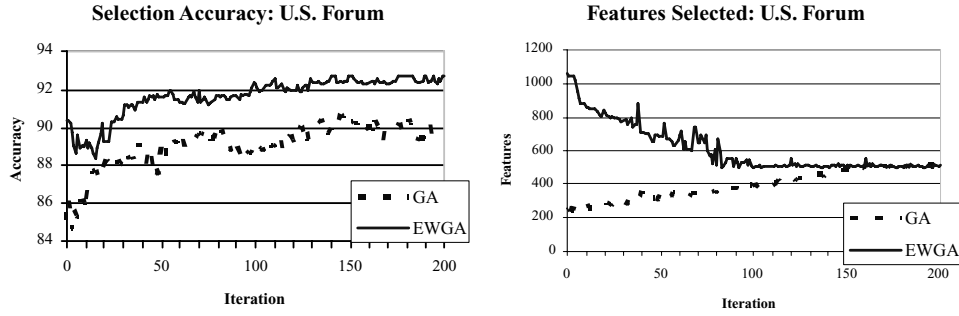 Selection Accuracy: U.S. Forum
94
92
90
88
86
84
Accuracy
0
50
100
150
200
Iteration
GA
EWGA
Features Selected: U.S. Forum
1200
1000
800
600
400
200
0
Features
0
50
100
150
200
Iteration
GA
EWGA